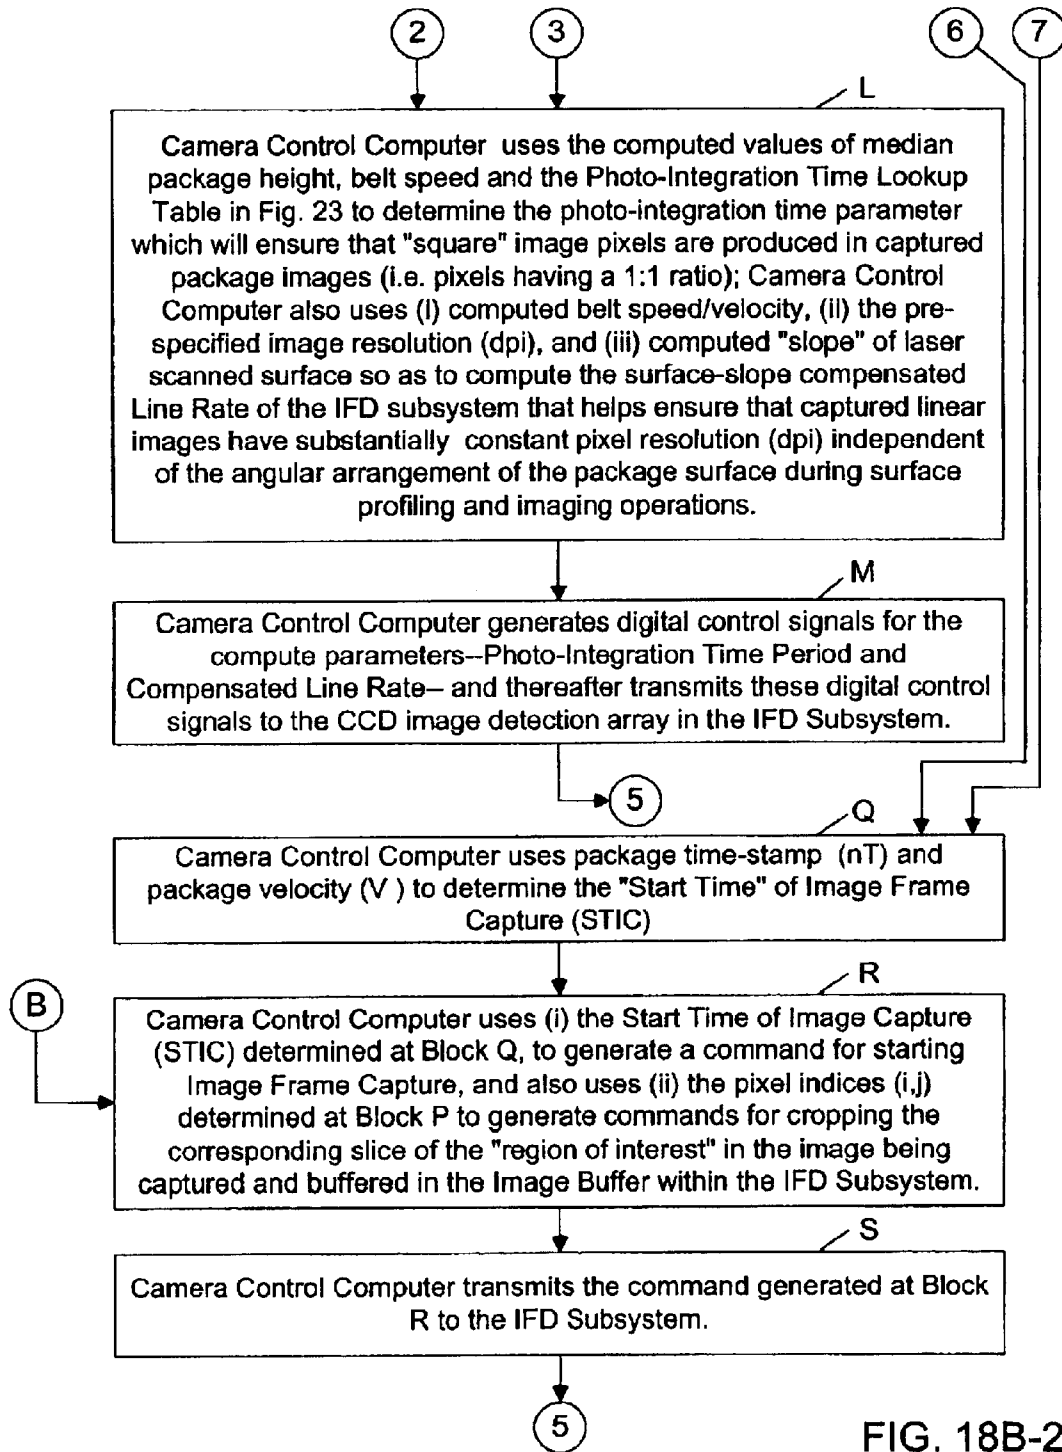 2
3
6
7
L
Camera Control Computer uses the computed values of median
package height, belt speed and the Photo-Integration Time Lookup
Table in Fig. 23 to determine the photo-integration time parameter
which will ensure that "square" image pixels are produced in captured
package images (i.e. pixels having a 1:1 ratio); Camera Control
Computer also uses (i) computed belt speed/velocity, (ii) the pre-
specified image resolution (dpi), and (iii) computed "slope" of laser
scanned surface so as to compute the surface-slope compensated
Line Rate of the IFD subsystem that helps ensure that captured linear
images have substantially constant pixel resolution (dpi) independent
of the angular arrangement of the package surface during surface
profiling and imaging operations.
M
Camera Control Computer generates digital control signals for the
compute parameters--Photo-Integration Time Period and
Compensated Line Rate-- and thereafter transmits these digital control
signals to the CCD image detection array in the IFD Subsystem.
5
Q
Camera Control Computer uses package time-stamp (nT) and
package velocity (V ) to determine the "Start Time" of Image Frame
Capture (STIC)
R
B
Camera Control Computer uses (i) the Start Time of Image Capture
(STIC) determined at Block Q, to generate a command for starting
Image Frame Capture, and also uses (ii) the pixel indices (i,j)
determined at Block P to generate commands for cropping the
corresponding slice of the "region of interest" in the image being
captured and buffered in the Image Buffer within the IFD Subsystem.
S
Camera Control Computer transmits the command generated at Block
R to the IFD Subsystem.
5
FIG. 18B-2